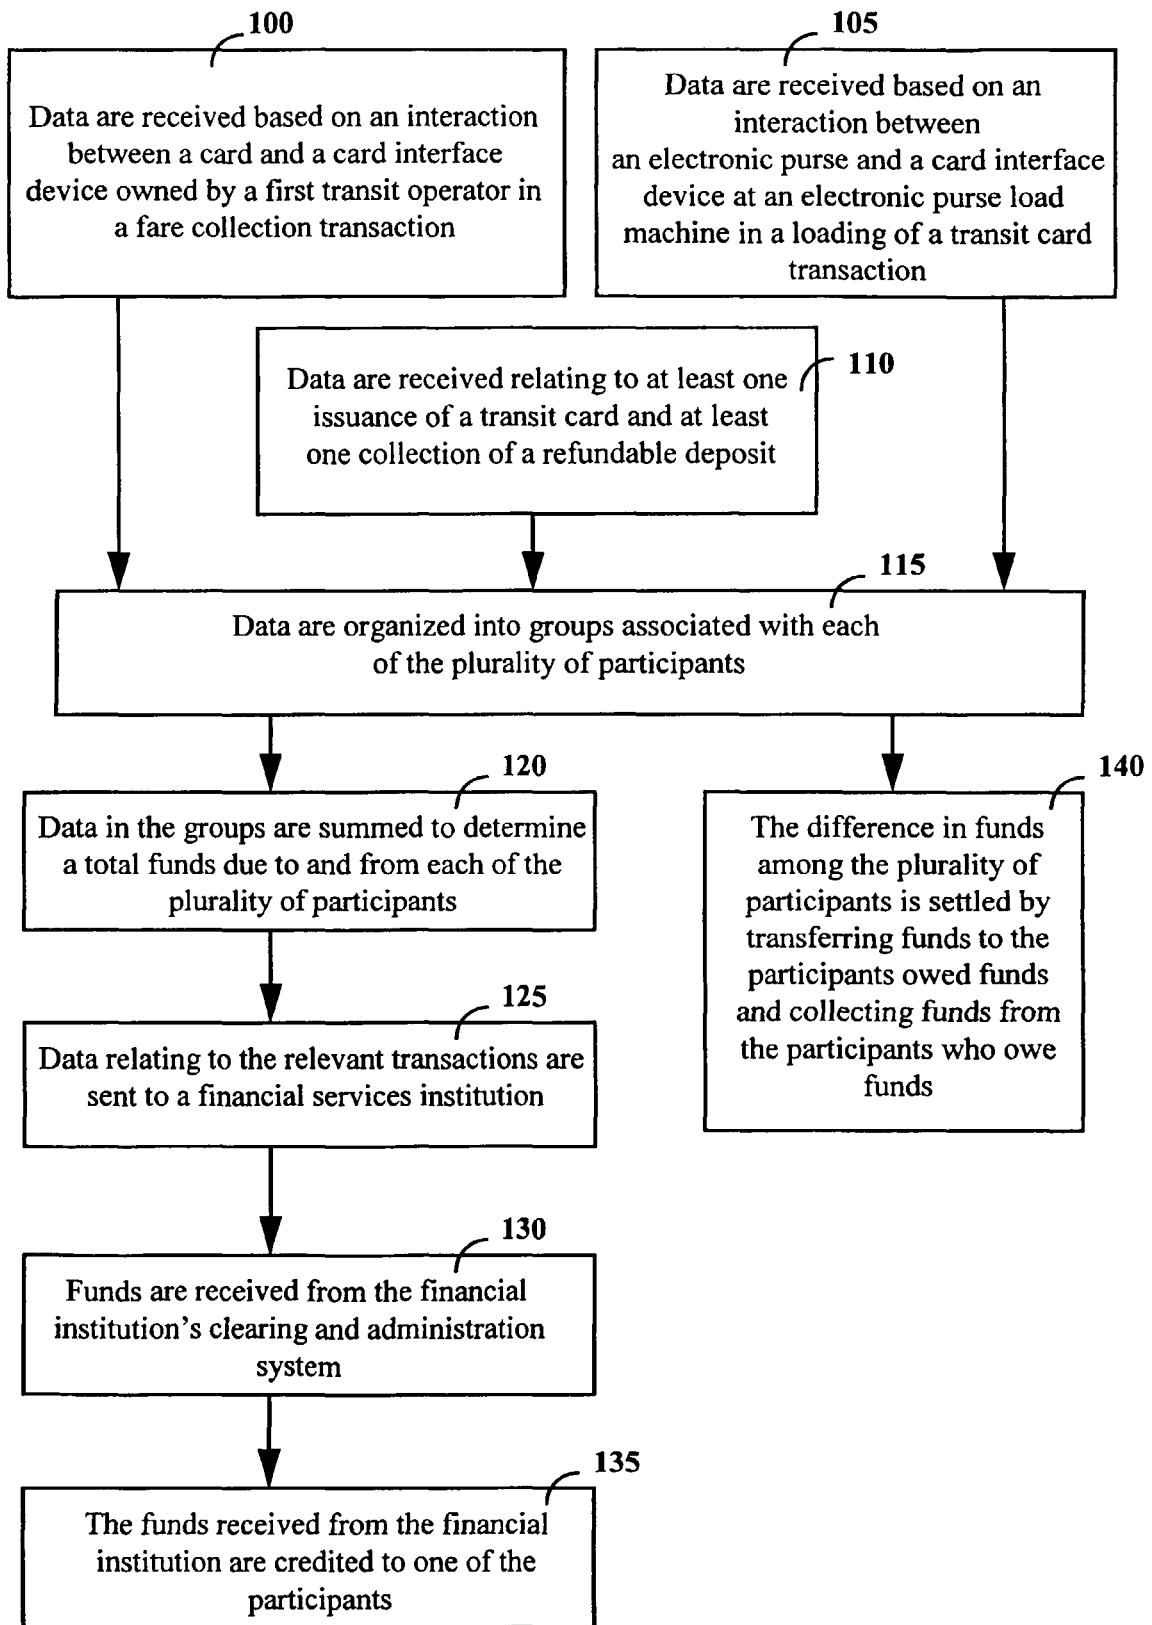 100
Data are received based on an interaction
between a card and a card interface
device owned by a first transit operator in
a fare collection transaction
105
Data are received based on an
interaction between
an electronic purse and a card interface
device at an electronic purse load
machine in a loading of a transit card
transaction
110
Data are received relating to at least one
issuance of a transit card and at least
one collection of a refundable deposit
115
Data are organized into groups associated with each
of the plurality of participants
120
Data in the groups are summed to determine
a total funds due to and from each of the
plurality of participants
140
The difference in funds
among the plurality of
participants is settled by
transferring funds to the
participants owed funds
and collecting funds from
the participants who owe
funds
125
Data relating to the relevant transactions are
sent to a financial services institution
130
Funds are received from the financial
institution's clearing and administration
system
135
The funds received from the financial
institution are credited to one of the
participants